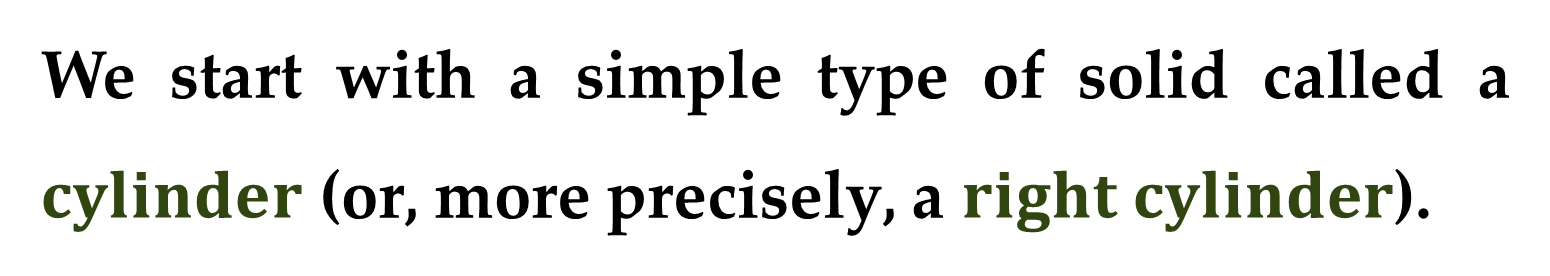 We start with a simple type of solid called a
cylinder (or, more precisely, a right cylinder).